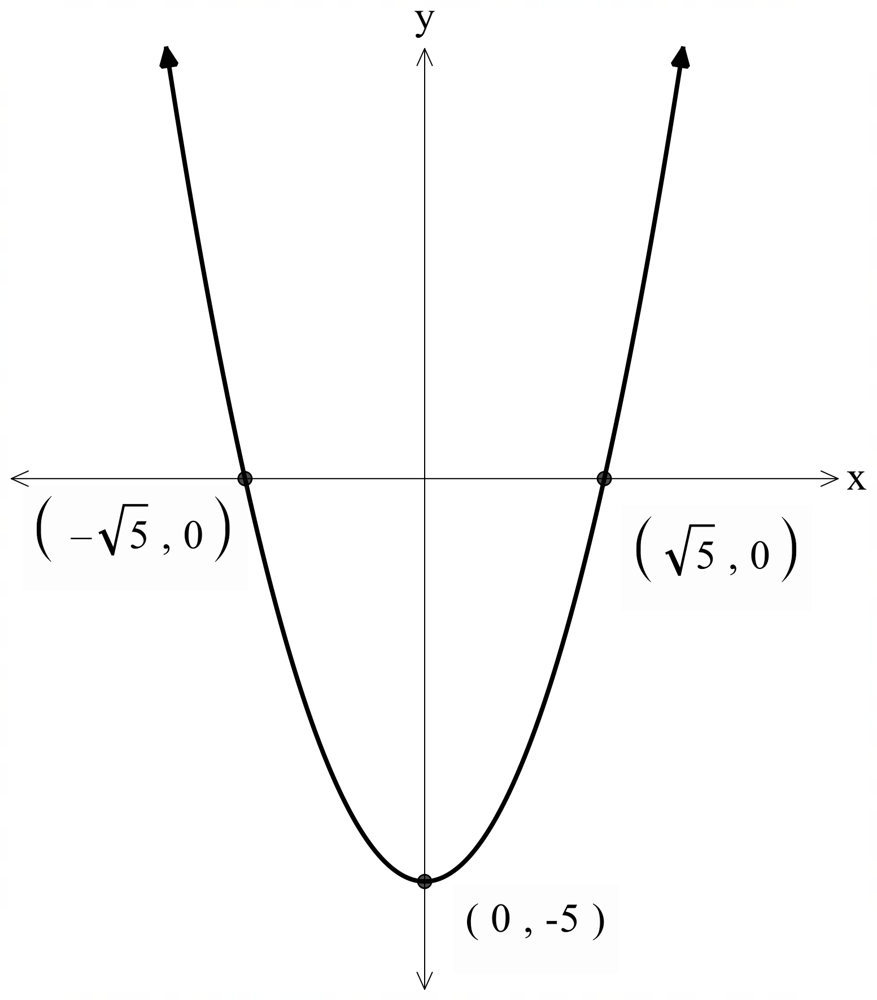 y
x
( −√5 , 0 )
( √5 , 0 )
( 0 , -5 )